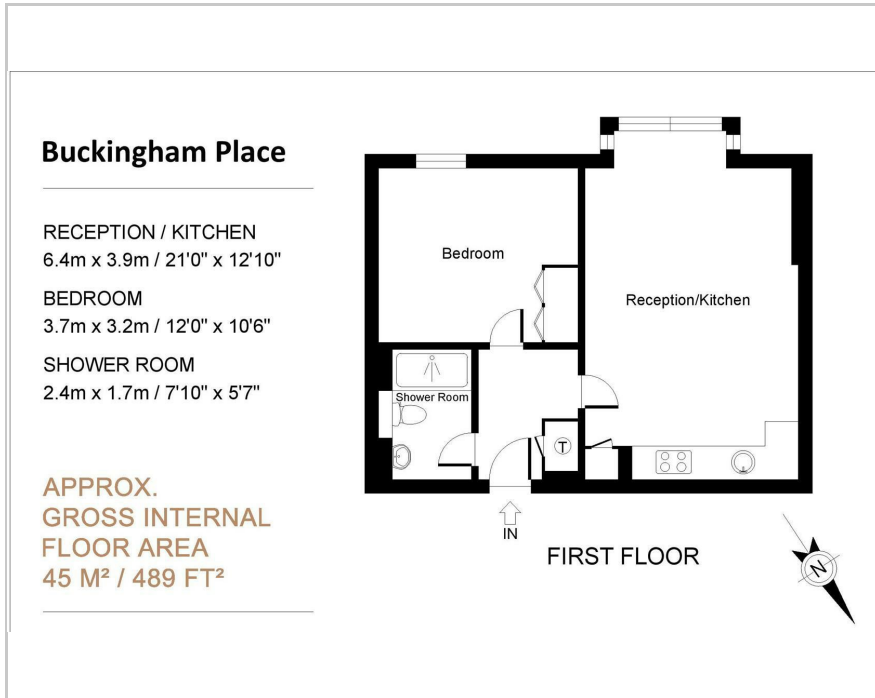 Buckingham Place
RECEPTION / KITCHEN
6.4m x 3.9m / 21'0" x 12'10"
BEDROOM
3.7m x 3.2m / 12'0" x 10'6"
SHOWER ROOM
2.4m x 1.7m / 7'10" x 5'7"
APPROX.
GROSS INTERNAL
FLOOR AREA
45 M² / 489 FT²
Bedroom
Reception/Kitchen
Shower Room
T
IN
FIRST FLOOR
N